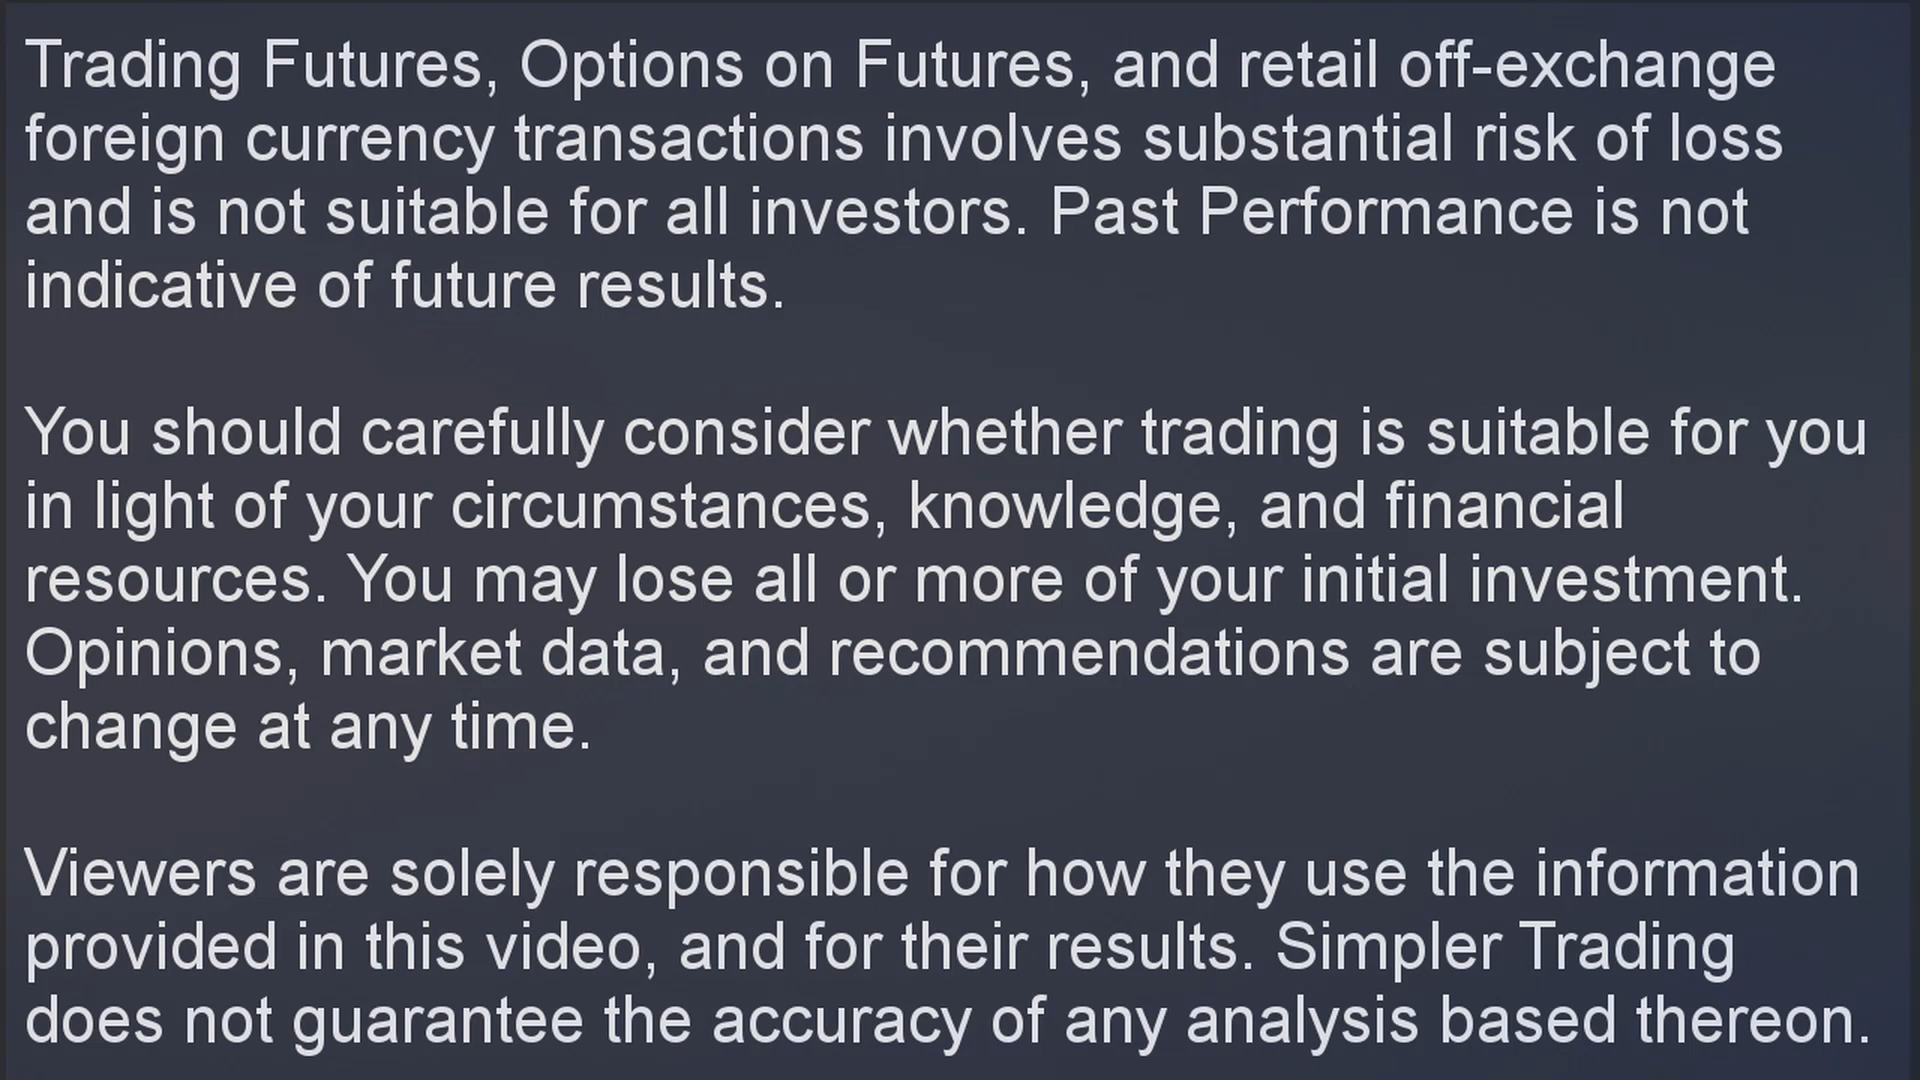 Trading Futures, Options on Futures, and retail off-exchange
foreign currency transactions involves substantial risk of loss
and is not suitable for all investors. Past Performance is not
indicative of future results.
You should carefully consider whether trading is suitable for you
in light of your circumstances, knowledge, and financial
resources. You may lose all or more of your initial investment.
Opinions, market data, and recommendations are subject to
change at any time.
Viewers are solely responsible for how they use the information
provided in this video, and for their results. Simpler Trading
does not guarantee the accuracy of any analysis based thereon.